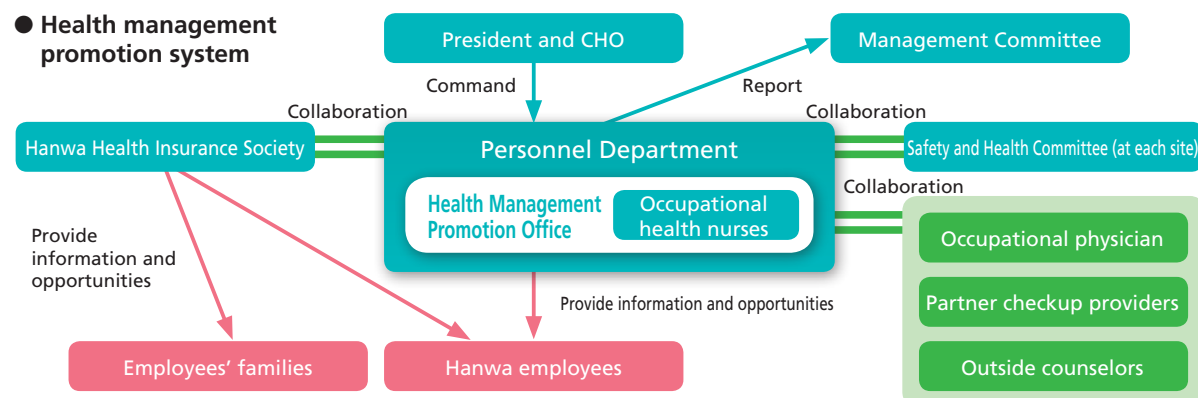 ● Health management
promotion system
President and CHO
Management Committee
Command
Report
Collaboration
Collaboration
Hanwa Health Insurance Society
Personnel Department
Safety and Health Committee (at each site)
Collaboration
Health Management
Promotion Office
Occupational
health nurses
Provide
information and
opportunities
Occupational physician
Partner checkup providers
Outside counselors
Provide information and opportunities
Employees’ families
Hanwa employees